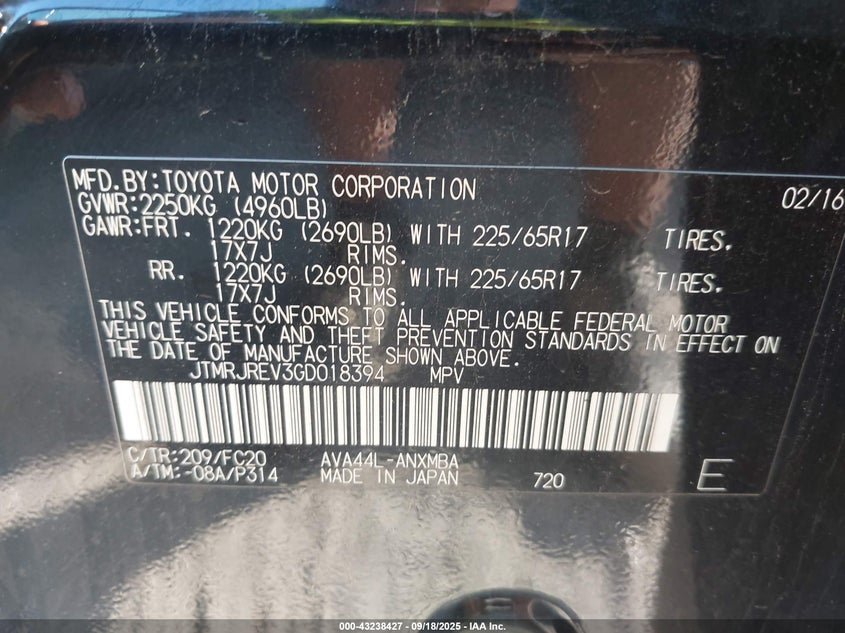 MFD.BY:TOYOTA MOTOR CORPORATION 02/16
GVWR:2250KG (4960LB)
GAWR:FRT. 1220KG (2690LB) WITH 225/65R17 TIRES.
17X7J RIMS.
RR. 1220KG (2690LB) WITH 225/65R17 TIRES.
17X7J RIMS.
THIS VEHICLE CONFORMS TO ALL APPLICABLE FEDERAL MOTOR
VEHICLE SAFETY AND THEFT PREVENTION STANDARDS IN EFFECT ON
THE DATE OF MANUFACTURE SHOWN ABOVE.
JTMRJREV3GD018394 MPV
C/TR:209/FC20 AVA44L-ANXMBA
A/TM:-08A/P314 MADE IN JAPAN 720 E
000-43238427 - 09/18/2025 - IAA Inc.